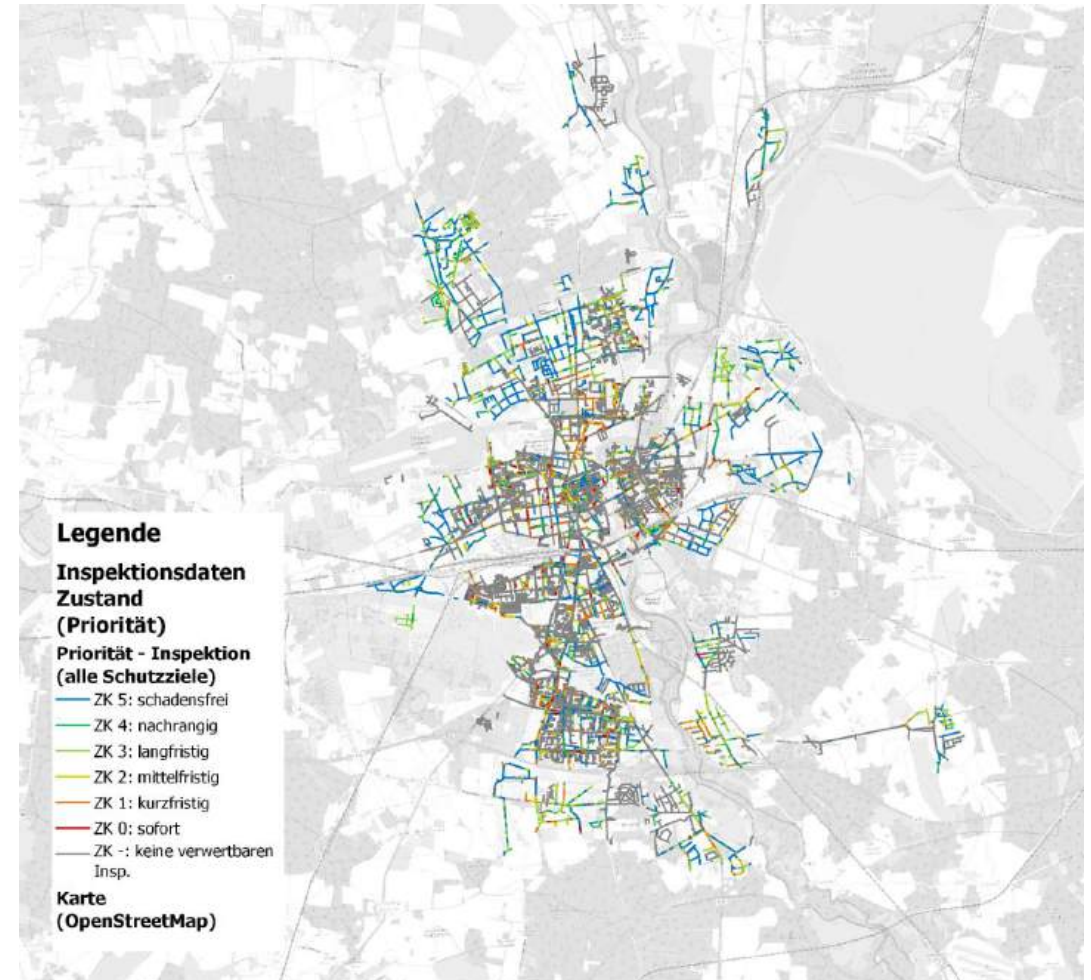 Legende
Inspektionsdaten
Zustand
(Priorität)
Priorität - Inspektion
(alle Schutzziele)
ZK 5: schadensfrei
ZK 4: nachrangig
ZK 3: langfristig
ZK 2: mittelfristig
ZK 1: kurzfristig
ZK 0: sofort
ZK -: keine verwertbaren
Insp.
Karte
(OpenStreetMap)